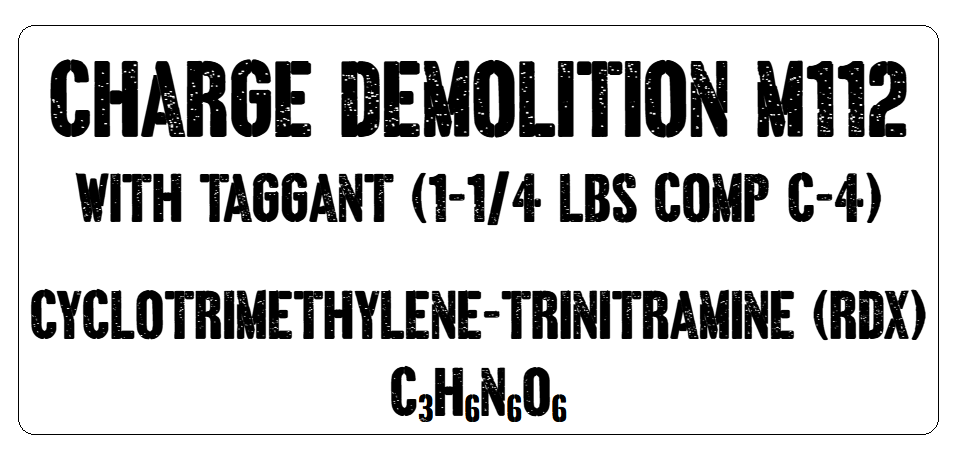 CHARGE DEMOLITION M112
WITH TAGGANT (1-1/4 LBS COMP C-4)
CYCLOTRIMETHYLENE-TRINITRAMINE (RDX)
C₃H₆N₆O₆